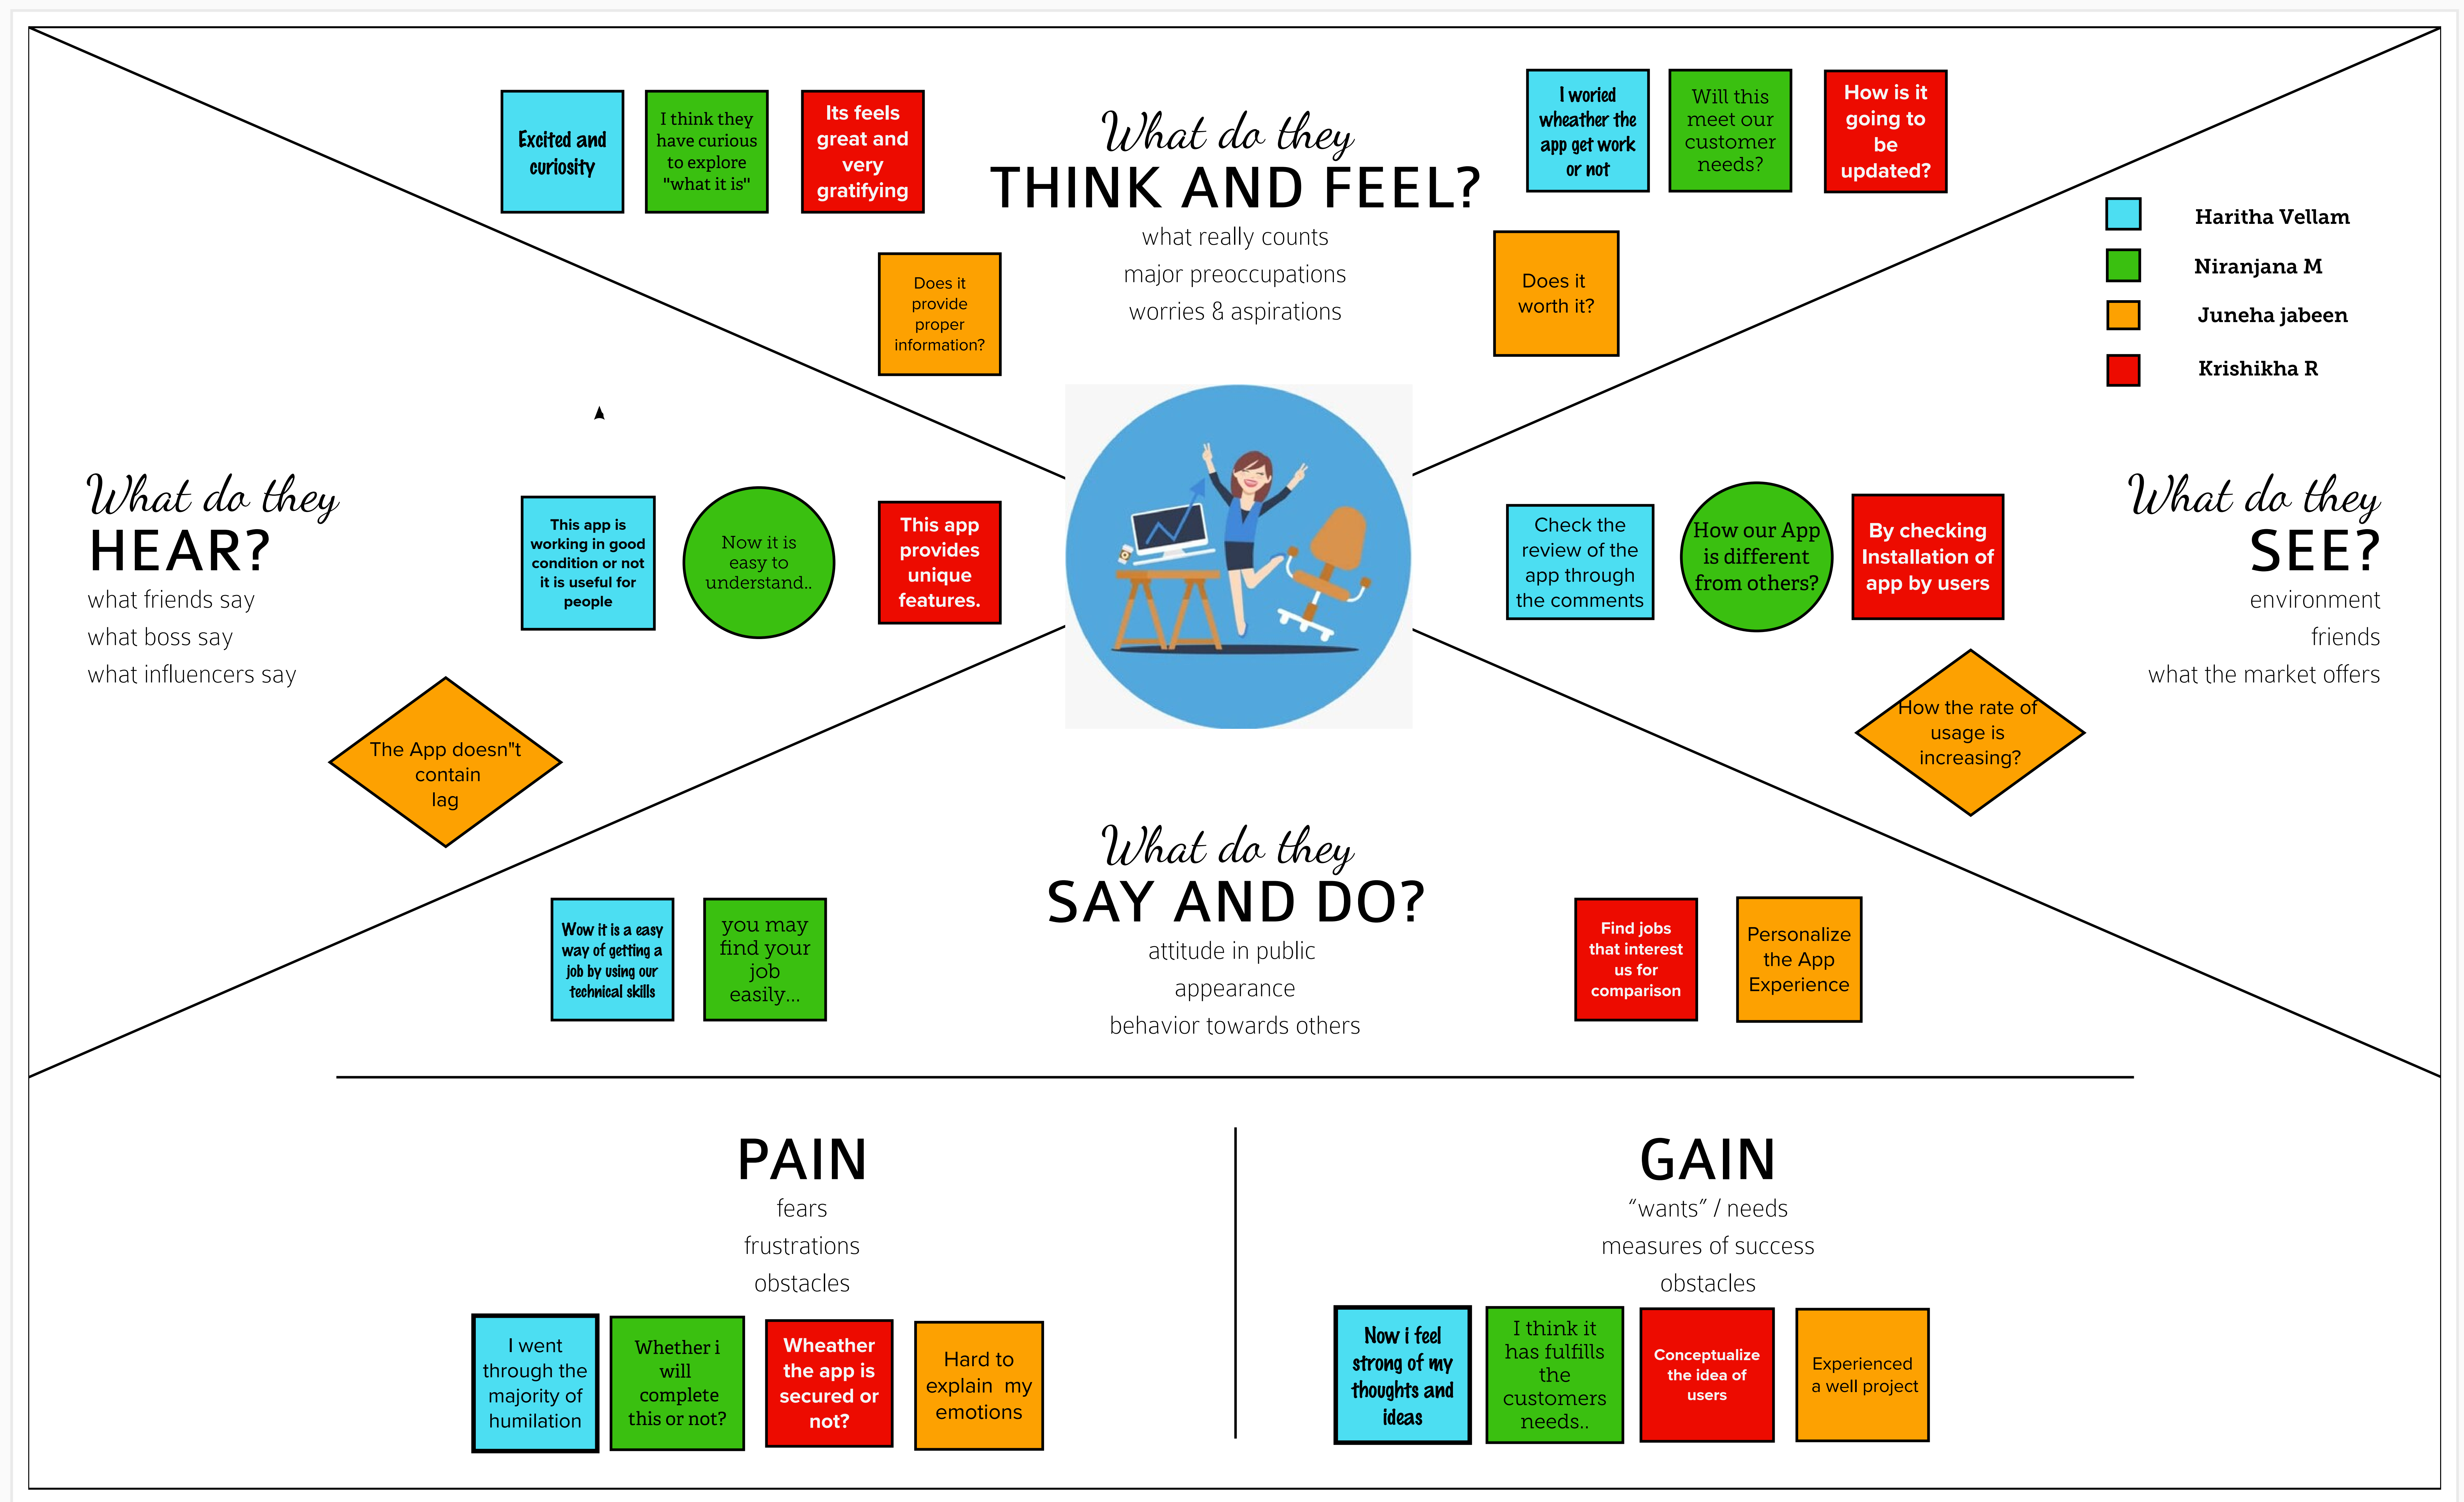 Excited and
curiosity
I think they
have curious
to explore
"what it is"
Its feels
great and
very
gratifying
Does it
provide
proper
information?
What do they
THINK AND FEEL?
what really counts
major preoccupations
worries & aspirations
I woried
wheather the
app get work
or not
Will this
meet our
customer
needs?
How is it
going to
be
updated?
Does it
worth it?
Haritha Vellam
Niranjana M
Juneha jabeen
Krishikha R
What do they
HEAR?
what friends say
what boss say
what influencers say
This app is
working in good
condition or not
it is useful for
people
Now it is
easy to
understand..
This app
provides
unique
features.
The App doesn"t
contain
lag
Check the
review of the
app through
the comments
How our App
is different
from others?
By checking
Installation of
app by users
How the rate of
usage is
increasing?
What do they
SEE?
environment
friends
what the market offers
What do they
SAY AND DO?
attitude in public
appearance
behavior towards others
Wow it is a easy
way of getting a
job by using our
technical skills
you may
find your
job
easily...
Find jobs
that interest
us for
comparison
Personalize
the App
Experience
PAIN
fears
frustrations
obstacles
I went
through the
majority of
humilation
Whether i
will
complete
this or not?
Wheather
the app is
secured or
not?
Hard to
explain my
emotions
GAIN
“wants” / needs
measures of success
obstacles
Now i feel
strong of my
thoughts and
ideas
I think it
has fulfills
the
customers
needs..
Conceptualize
the idea of
users
Experienced
a well project